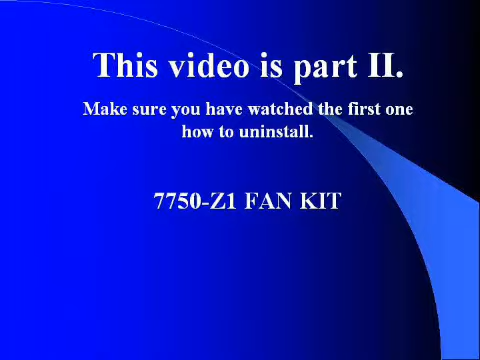 This video is part II.
Make sure you have watched the first one
how to uninstall.
7750-Z1 FAN KIT